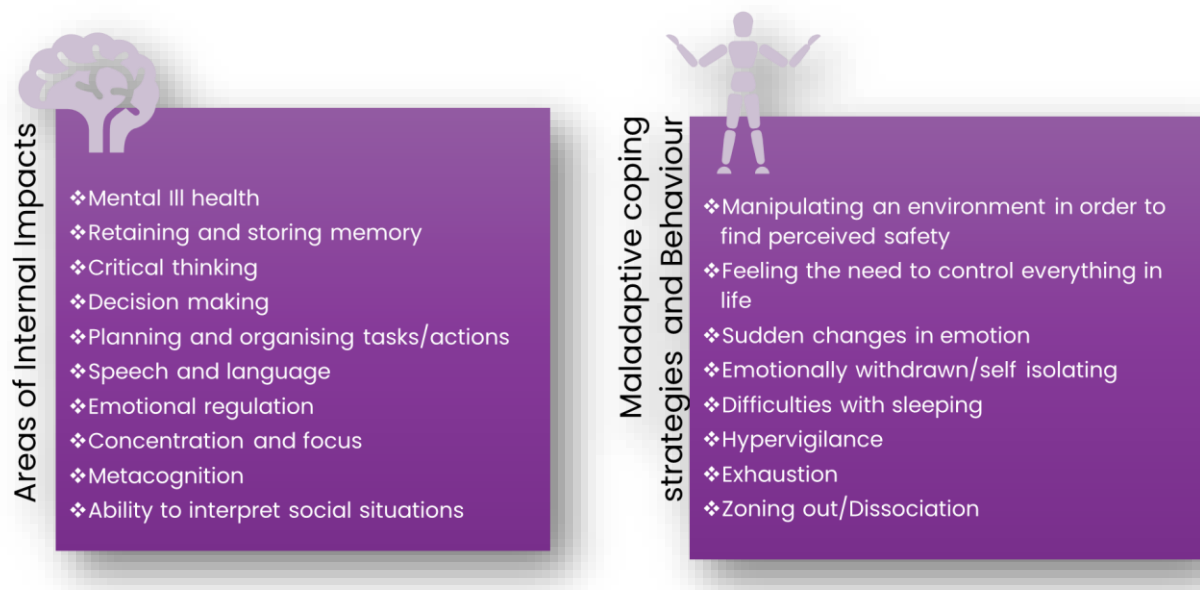 Areas of Internal Impacts
❖Mental Ill health
❖Retaining and storing memory
❖Critical thinking
❖Decision making
❖Planning and organising tasks/actions
❖Speech and language
❖Emotional regulation
❖Concentration and focus
❖Metacognition
❖Ability to interpret social situations
Maladaptive coping
strategies and Behaviour
❖Manipulating an environment in order to
find perceived safety
❖Feeling the need to control everything in
life
❖Sudden changes in emotion
❖Emotionally withdrawn/self isolating
❖Difficulties with sleeping
❖Hypervigilance
❖Exhaustion
❖Zoning out/Dissociation